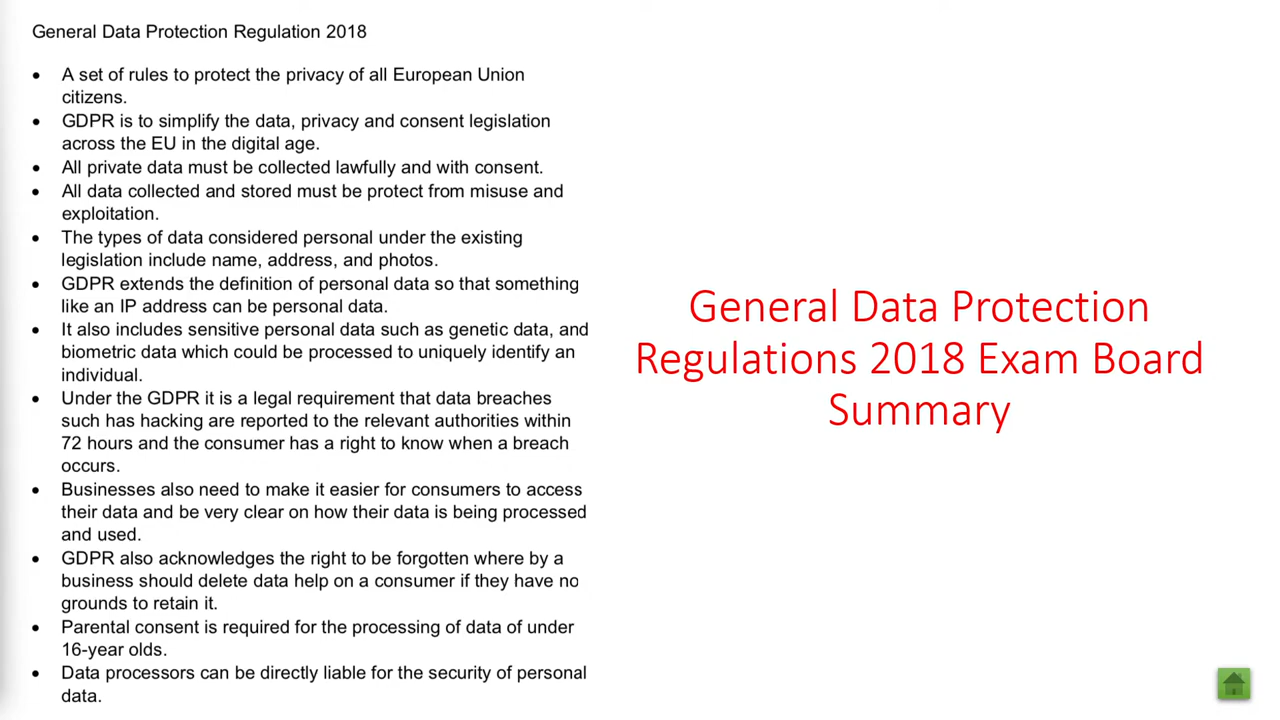 General Data Protection Regulation 2018
• A set of rules to protect the privacy of all European Union
citizens.
• GDPR is to simplify the data, privacy and consent legislation
across the EU in the digital age.
• All private data must be collected lawfully and with consent.
• All data collected and stored must be protect from misuse and
exploitation.
• The types of data considered personal under the existing
legislation include name, address, and photos.
• GDPR extends the definition of personal data so that something
like an IP address can be personal data.
• It also includes sensitive personal data such as genetic data, and
biometric data which could be processed to uniquely identify an
individual.
• Under the GDPR it is a legal requirement that data breaches
such has hacking are reported to the relevant authorities within
72 hours and the consumer has a right to know when a breach
occurs.
• Businesses also need to make it easier for consumers to access
their data and be very clear on how their data is being processed
and used.
• GDPR also acknowledges the right to be forgotten where by a
business should delete data help on a consumer if they have no
grounds to retain it.
• Parental consent is required for the processing of data of under
16-year olds.
• Data processors can be directly liable for the security of personal
data.
General Data Protection
Regulations 2018 Exam Board
Summary